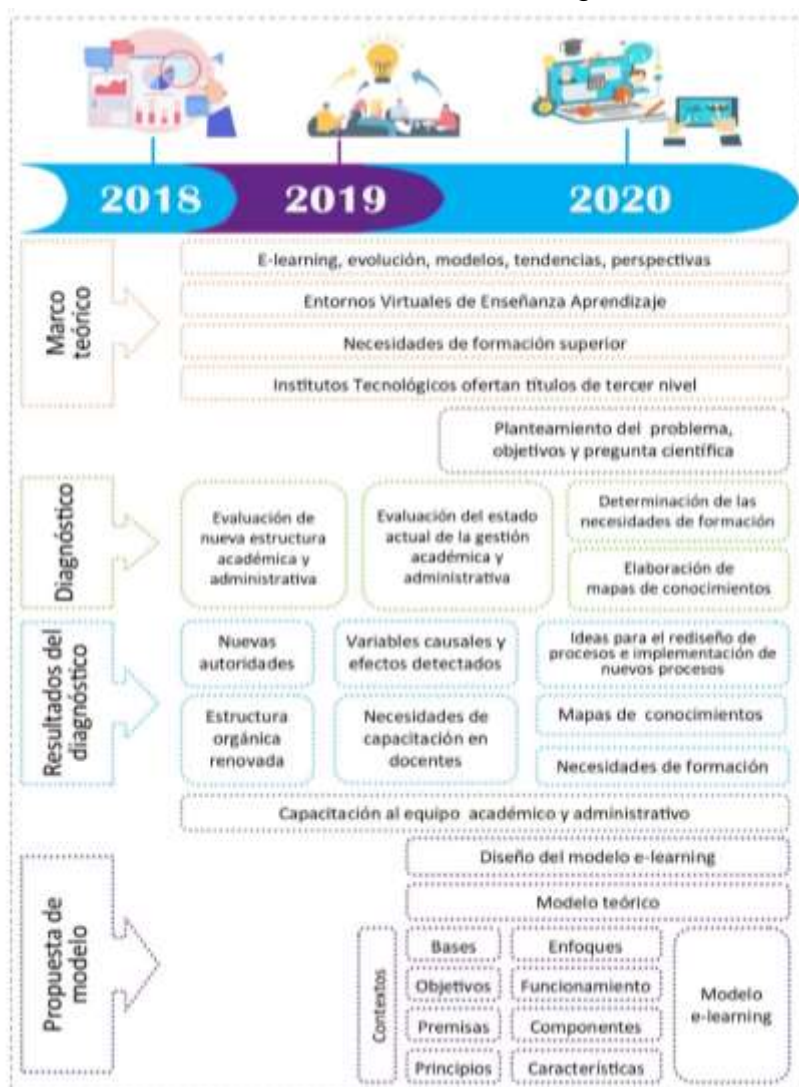 2018
2019
2020
Marco
teórico
E-learning, evolución, modelos, tendencias, perspectivas
Entornos Virtuales de Enseñanza Aprendizaje
Necesidades de formación superior
Institutos Tecnológicos ofertan títulos de tercer nivel
Planteamiento del problema,
objetivos y pregunta científica
Diagnóstico
Evaluación de
nueva estructura
académica y
administrativa
Evaluación del estado
actual de la gestión
académica y
administrativa
Determinación de las
necesidades de formación
Elaboración de
mapas de conocimientos
Resultados del
diagnóstico
Nuevas
autoridades
Variables causales y
efectos detectados
Ideas para el rediseño de
procesos e implementación de
nuevos procesos
Estructura
orgánica
renovada
Necesidades de
capacitación en
docentes
Mapas de conocimientos
Necesidades de formación
Capacitación al equipo académico y administrativo
Propuesta de
modelo
Diseño del modelo e-learning
Modelo teórico
Contextos
Bases
Enfoques
Objetivos
Funcionamiento
Premisas
Componentes
Principios
Características
Modelo
e-learning